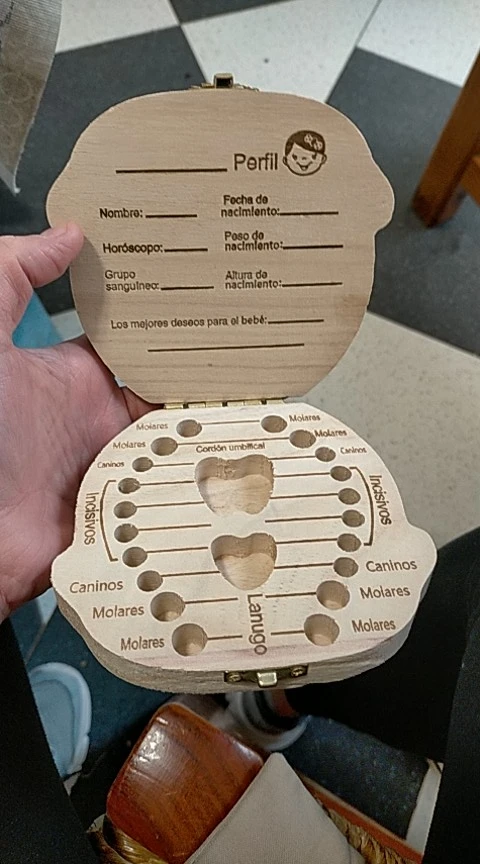 Perfil
Nombre: Fecha de nacimiento:
Horóscopo: Peso de nacimiento:
Grupo sanguineo: Altura de nacimiento:
Los mejores deseos para el bebé:
Molares Molares
Molares Molares
Cordón umbilical
Caninos Caninos
Incisivos Incisivos
Caninos Caninos
Molares Molares
Lanugo
Molares Molares